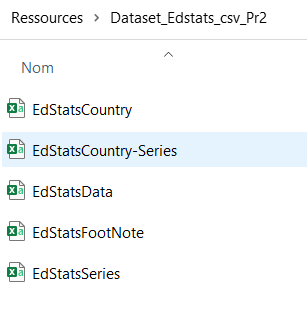 Ressources > Dataset_Edstats_csv_Pr2
Nom
EdStatsCountry
EdStatsCountry-Series
EdStatsData
EdStatsFootNote
EdStatsSeries